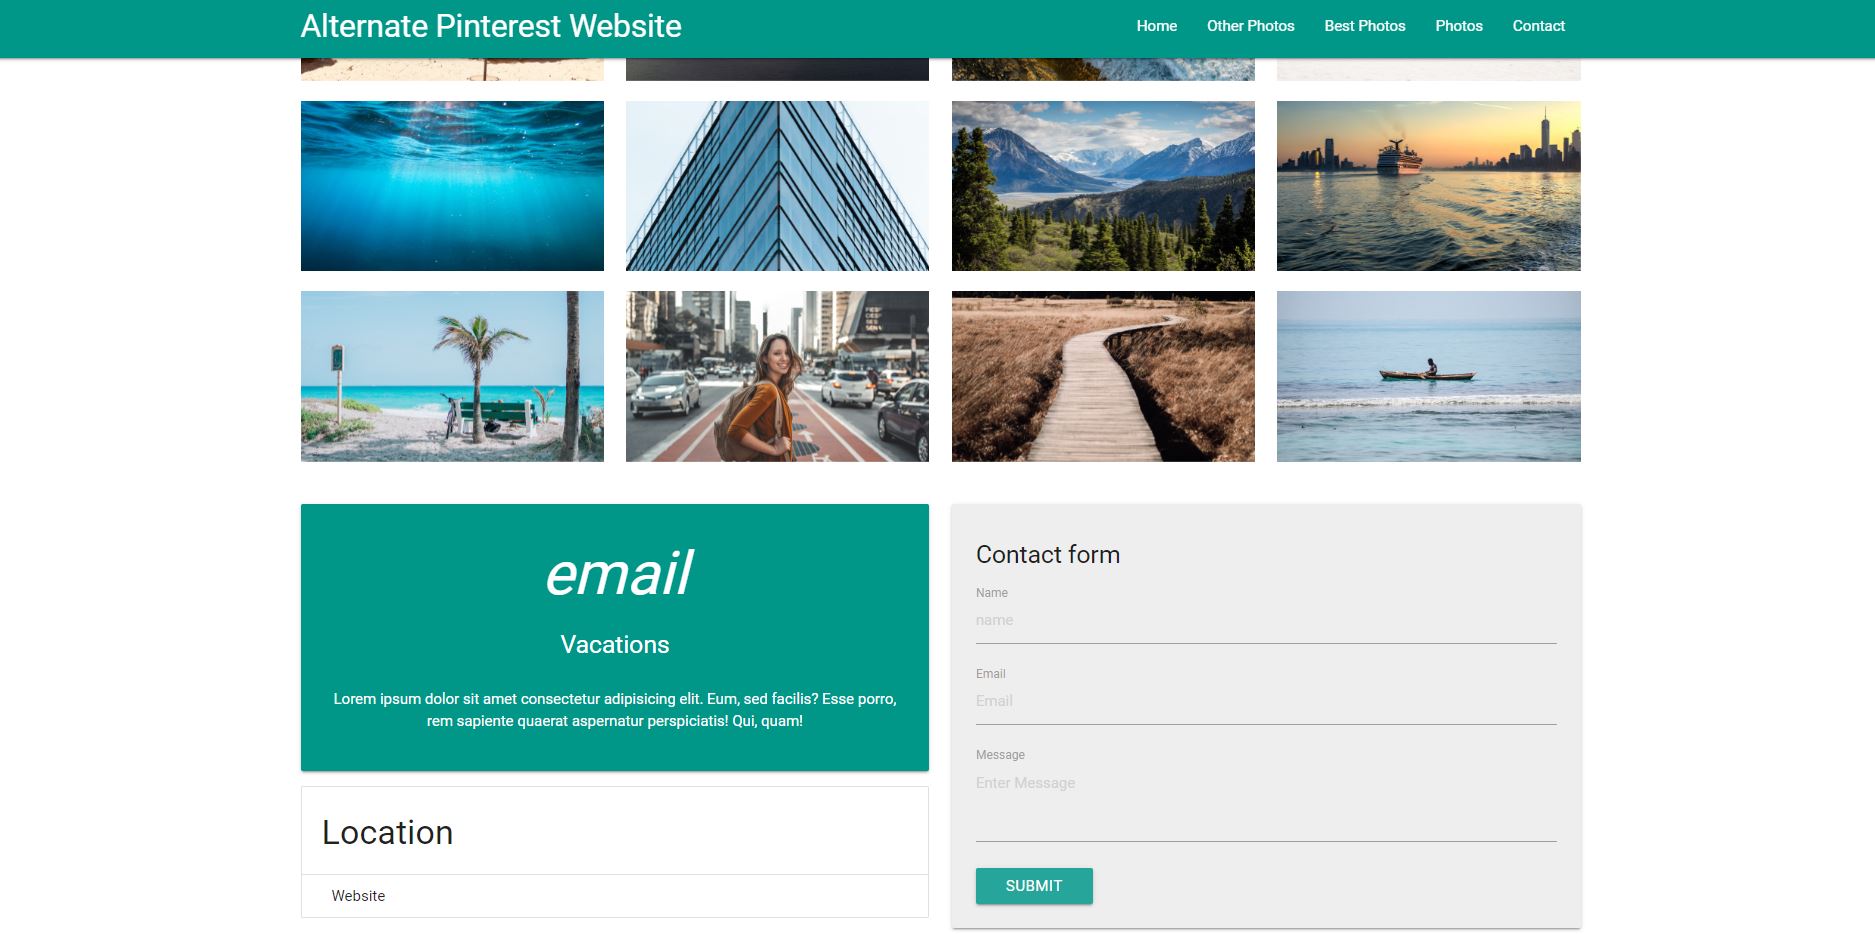 Alternate Pinterest Website
Home Other Photos Best Photos Photos Contact
email
Vacations
Lorem ipsum dolor sit amet consectetur adipisicing elit. Eum, sed facilis? Esse porro,
rem sapiente quaerat aspernatur perspiciatis! Qui, quam!
Location
Website
Contact form
Name
name
Email
Email
Message
Enter Message
SUBMIT